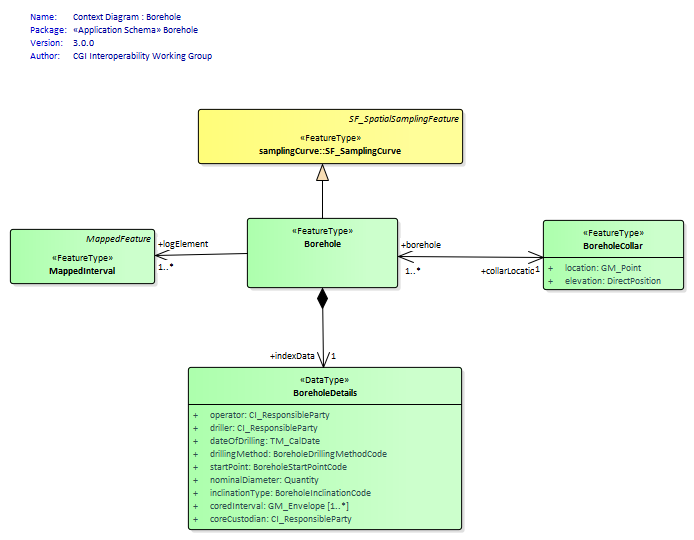 Name: Context Diagram : Borehole
Package: «Application Schema» Borehole
Version: 3.0.0
Author: CGI Interoperability Working Group
SF_SpatialSamplingFeature
«FeatureType»
samplingCurve::SF_SamplingCurve
MappedFeature
«FeatureType»
MappedInterval
+logElement
1..*
«FeatureType»
Borehole
+borehole
1..*
+collarLocatic
1
«FeatureType»
BoreholeCollar
+ location: GM_Point
+ elevation: DirectPosition
+indexData
1
«DataType»
BoreholeDetails
+ operator: CI_ResponsibleParty
+ driller: CI_ResponsibleParty
+ dateOfDrilling: TM_CalDate
+ drillingMethod: BoreholeDrillingMethodCode
+ startPoint: BoreholeStartPointCode
+ nominalDiameter: Quantity
+ inclinationType: BoreholeInclinationCode
+ coredInterval: GM_Envelope [1..*]
+ coreCustodian: CI_ResponsibleParty